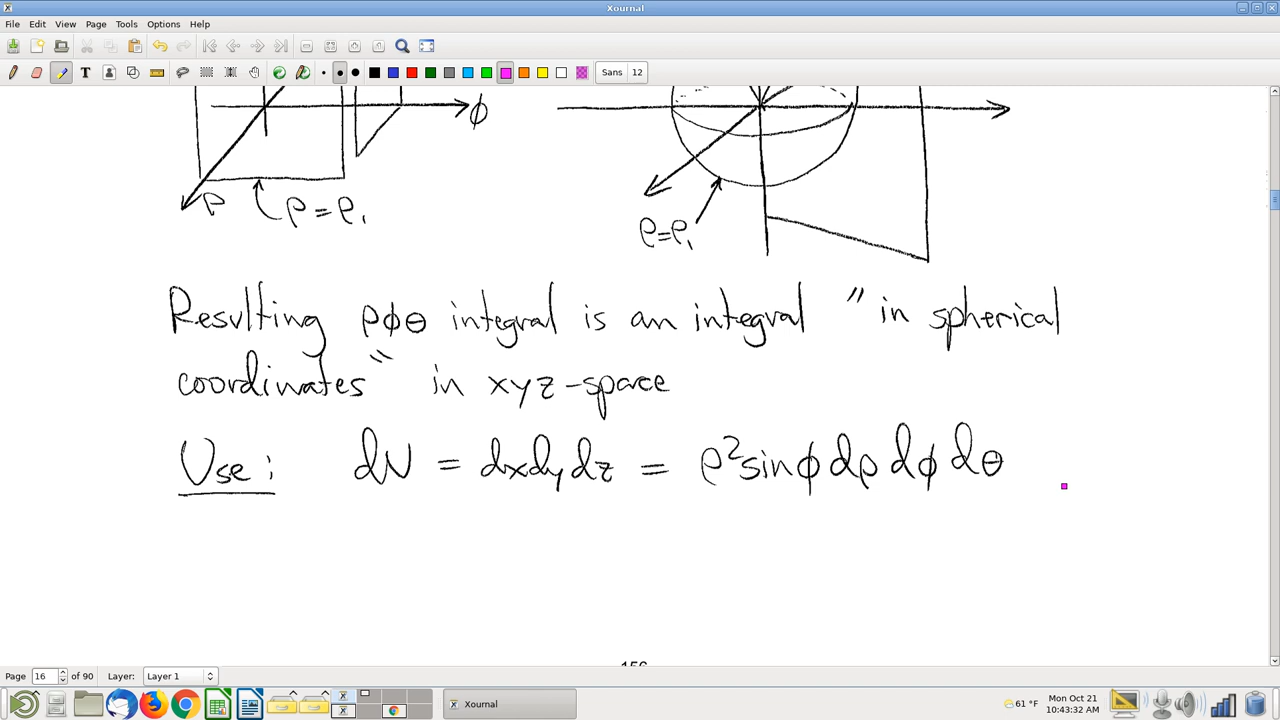 Xournal
File Edit View Page Tools Options Help
Sans 12
ϕ
ρ
ρ=ρ₁
ρ=ρ₁
Resulting ρϕθ integral is an integral "in spherical
coordinates" in xyz-space
Use: dV = dxdydz = ρ²sinϕ dρ dϕ dθ
Page 16 of 90 Layer: Layer 1
Xournal
61 °F
Mon Oct 21
10:43:32 AM